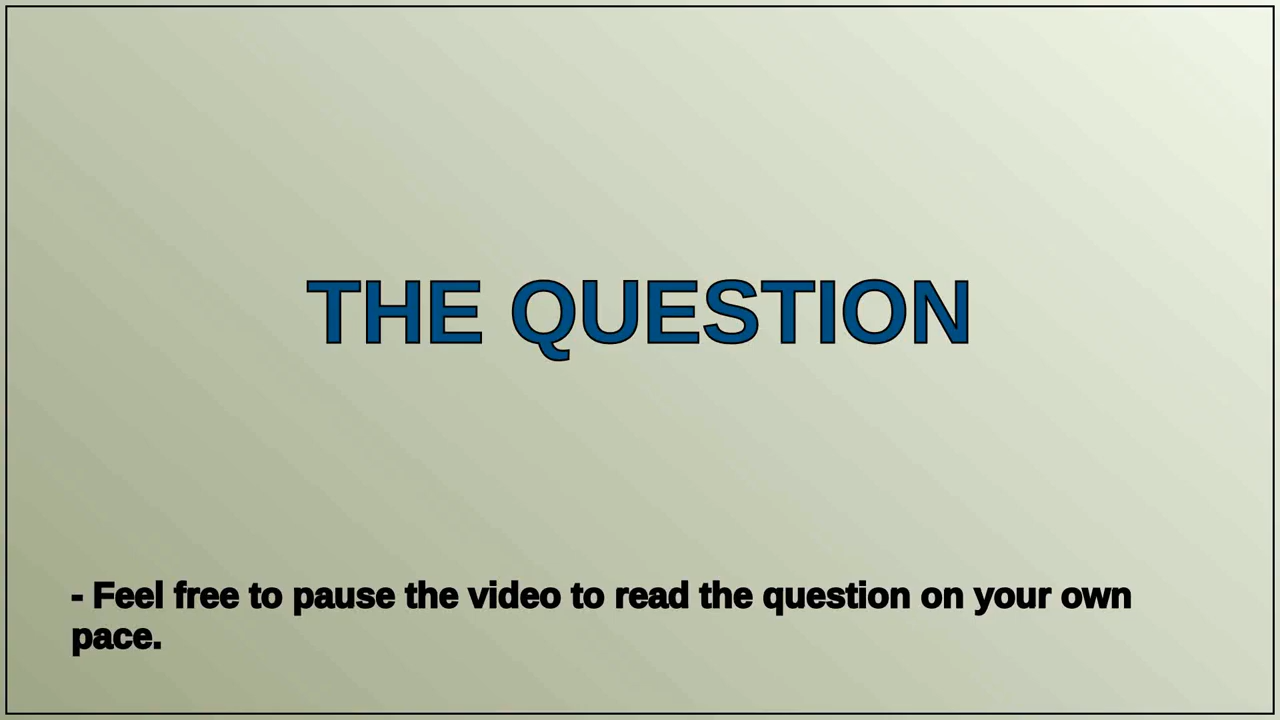 THE QUESTION
- Feel free to pause the video to read the question on your own
pace.